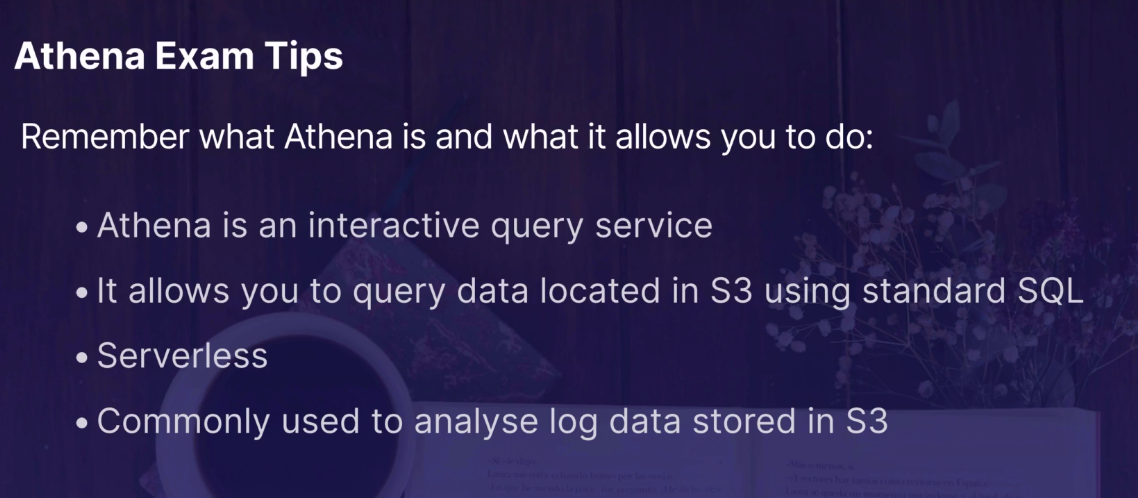 Athena Exam Tips
Remember what Athena is and what it allows you to do:
• Athena is an interactive query service
• It allows you to query data located in S3 using standard SQL
• Serverless
• Commonly used to analyse log data stored in S3